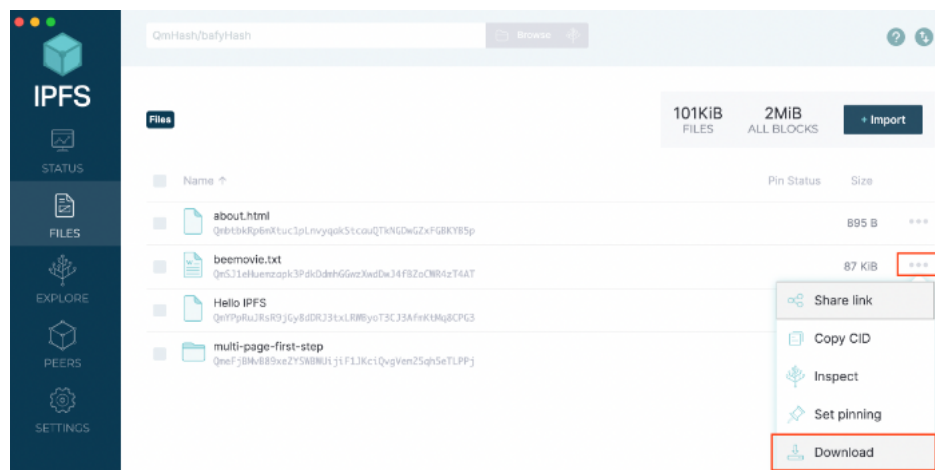 QmHash/bafyHash
Browse
IPFS
STATUS
FILES
EXPLORE
PEERS
SETTINGS
Files
101KiB
FILES
2MiB
ALL BLOCKS
+ Import
Name ↑
Pin Status
Size
about.html
895 B
beemovie.txt
87 KiB
Hello IPFS
multi-page-first-step
Share link
Copy CID
Inspect
Set pinning
Download